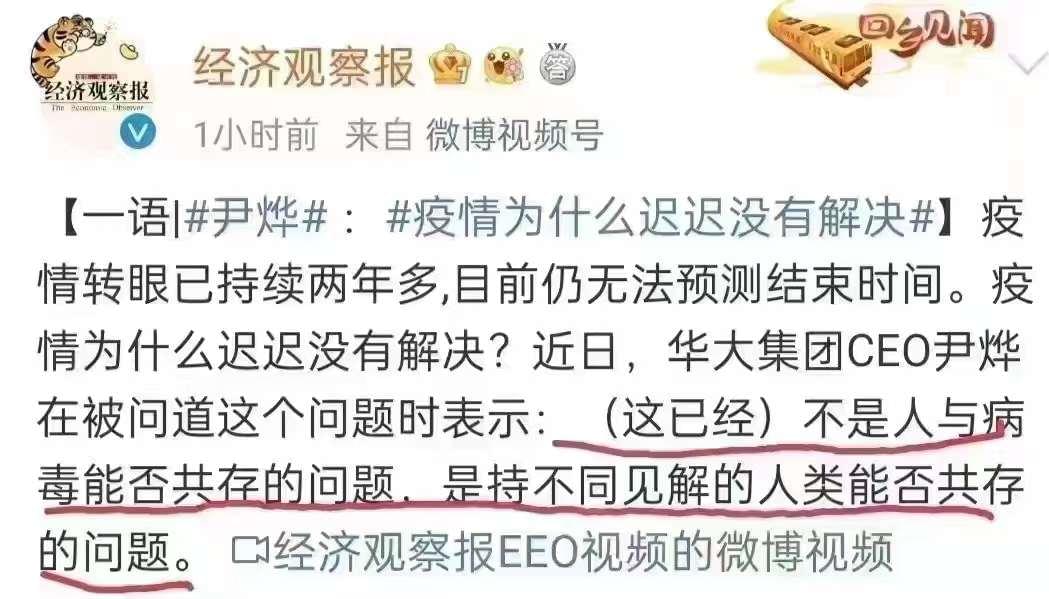 经济观察报
The Economic Observer
经济观察报
答
回乡见闻
1小时前 来自 微博视频号
【一语|#尹烨#：#疫情为什么迟迟没有解决#】疫
情转眼已持续两年多,目前仍无法预测结束时间。疫
情为什么迟迟没有解决？近日，华大集团CEO尹烨
在被问道这个问题时表示：（这已经）不是人与病
毒能否共存的问题，是持不同见解的人类能否共存
的问题。经济观察报EEO视频的微博视频